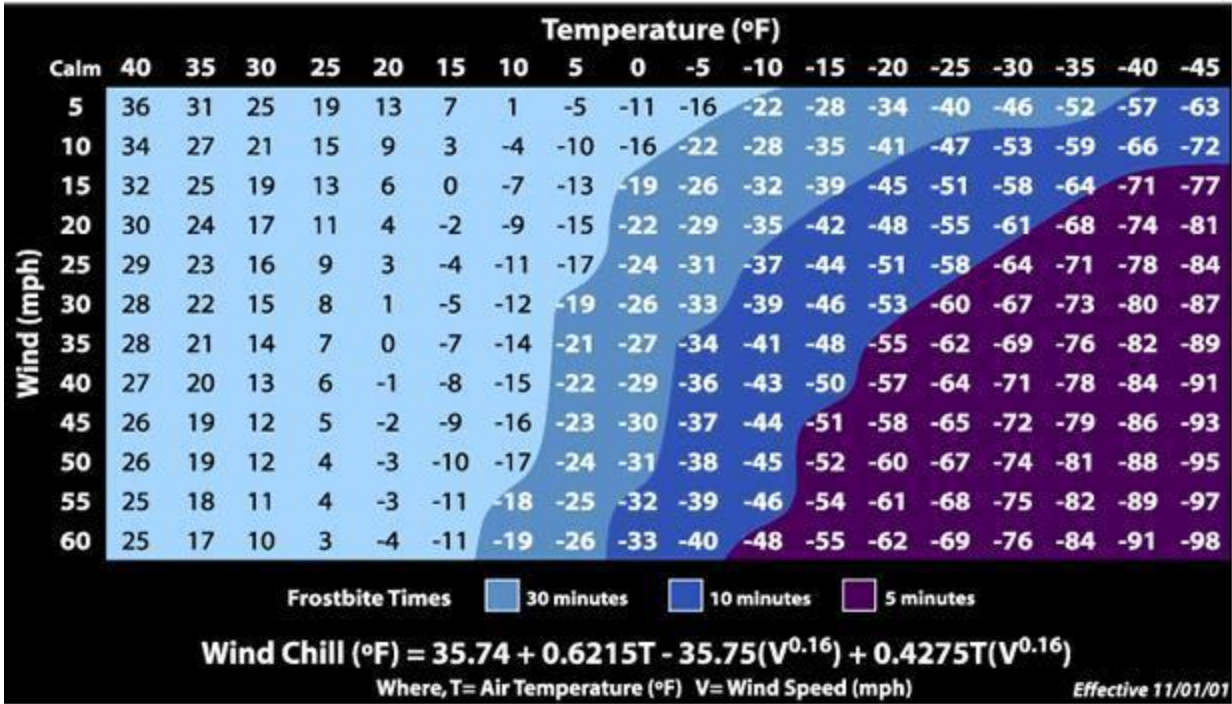 Temperature (ºF)
Calm 40 35 30 25 20 15 10 5 0 -5 -10 -15 -20 -25 -30 -35 -40 -45
Wind (mph)
5 36 31 25 19 13 7 1 -5 -11 -16 -22 -28 -34 -40 -46 -52 -57 -63
10 34 27 21 15 9 3 -4 -10 -16 -22 -28 -35 -41 -47 -53 -59 -66 -72
15 32 25 19 13 6 0 -7 -13 -19 -26 -32 -39 -45 -51 -58 -64 -71 -77
20 30 24 17 11 4 -2 -9 -15 -22 -29 -35 -42 -48 -55 -61 -68 -74 -81
25 29 23 16 9 3 -4 -11 -17 -24 -31 -37 -44 -51 -58 -64 -71 -78 -84
30 28 22 15 8 1 -5 -12 -19 -26 -33 -39 -46 -53 -60 -67 -73 -80 -87
35 28 21 14 7 0 -7 -14 -21 -27 -34 -41 -48 -55 -62 -69 -76 -82 -89
40 27 20 13 6 -1 -8 -15 -22 -29 -36 -43 -50 -57 -64 -71 -78 -84 -91
45 26 19 12 5 -2 -9 -16 -23 -30 -37 -44 -51 -58 -65 -72 -79 -86 -93
50 26 19 12 4 -3 -10 -17 -24 -31 -38 -45 -52 -60 -67 -74 -81 -88 -95
55 25 18 11 4 -3 -11 -18 -25 -32 -39 -46 -54 -61 -68 -75 -82 -89 -97
60 25 17 10 3 -4 -11 -19 -26 -33 -40 -48 -55 -62 -69 -76 -84 -91 -98
Frostbite Times 30 minutes 10 minutes 5 minutes
Wind Chill (ºF) = 35.74 + 0.6215T - 35.75(V^0.16) + 0.4275T(V^0.16)
Where, T= Air Temperature (ºF) V= Wind Speed (mph) Effective 11/01/01